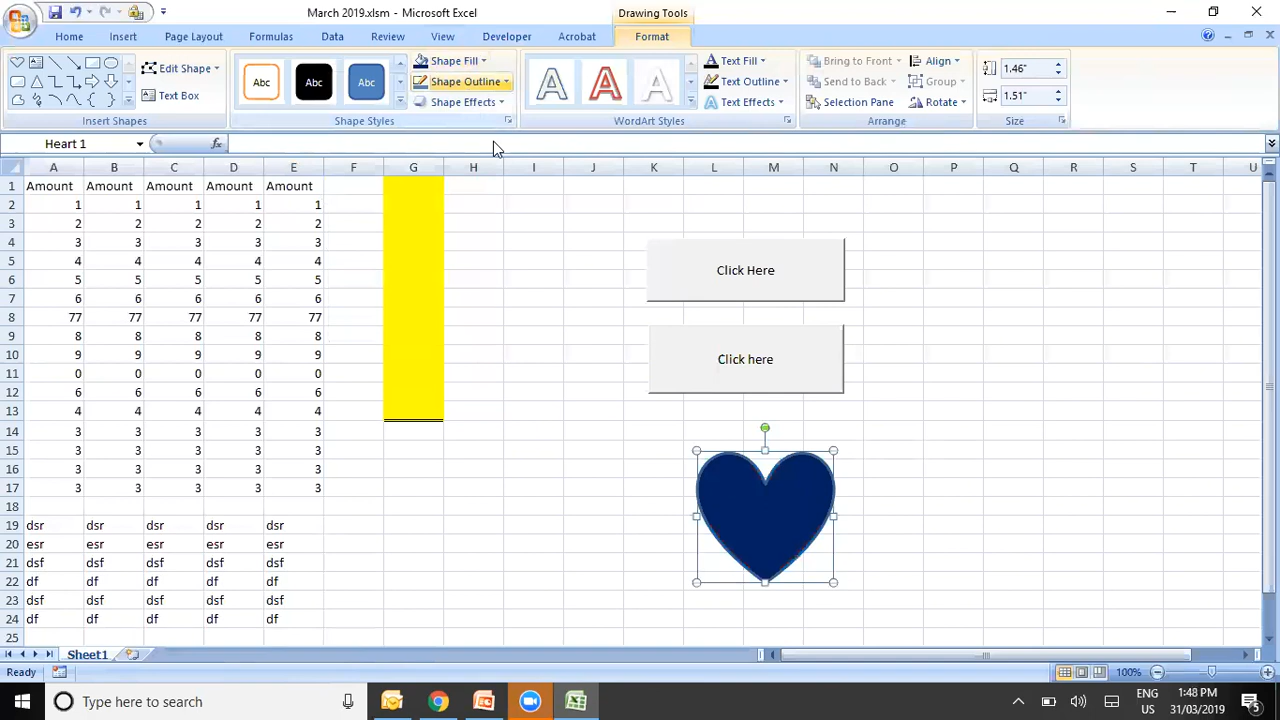 March 2019.xlsm - Microsoft Excel
Drawing Tools
Home Insert Page Layout Formulas Data Review View Developer Acrobat Format
Edit Shape
Text Box
Insert Shapes
Abc Abc Abc
Shape Fill
Shape Outline
Shape Effects
Shape Styles
A A A
Text Fill
Text Outline
Text Effects
WordArt Styles
Bring to Front
Send to Back
Selection Pane
Align
Group
Rotate
Arrange
1.46"
1.51"
Size
Heart 1
fx
A B C D E F G H I J K L M N O P Q R S T U
1 Amount Amount Amount Amount Amount
2 1 1 1 1 1
3 2 2 2 2 2
4 3 3 3 3 3
5 4 4 4 4 4
6 5 5 5 5 5
7 6 6 6 6 6
8 77 77 77 77 77
9 8 8 8 8 8
10 9 9 9 9 9
11 0 0 0 0 0
12 6 6 6 6 6
13 4 4 4 4 4
14 3 3 3 3 3
15 3 3 3 3 3
16 3 3 3 3 3
17 3 3 3 3 3
18
19 dsr dsr dsr dsr dsr
20 esr esr esr esr esr
21 dsf dsf dsf dsf dsf
22 df df df df df
23 dsf dsf dsf dsf dsf
24 df df df df df
25
Click Here
Click here
Sheet1
Ready
100%
Type here to search
ENG
US
1:48 PM
31/03/2019
5